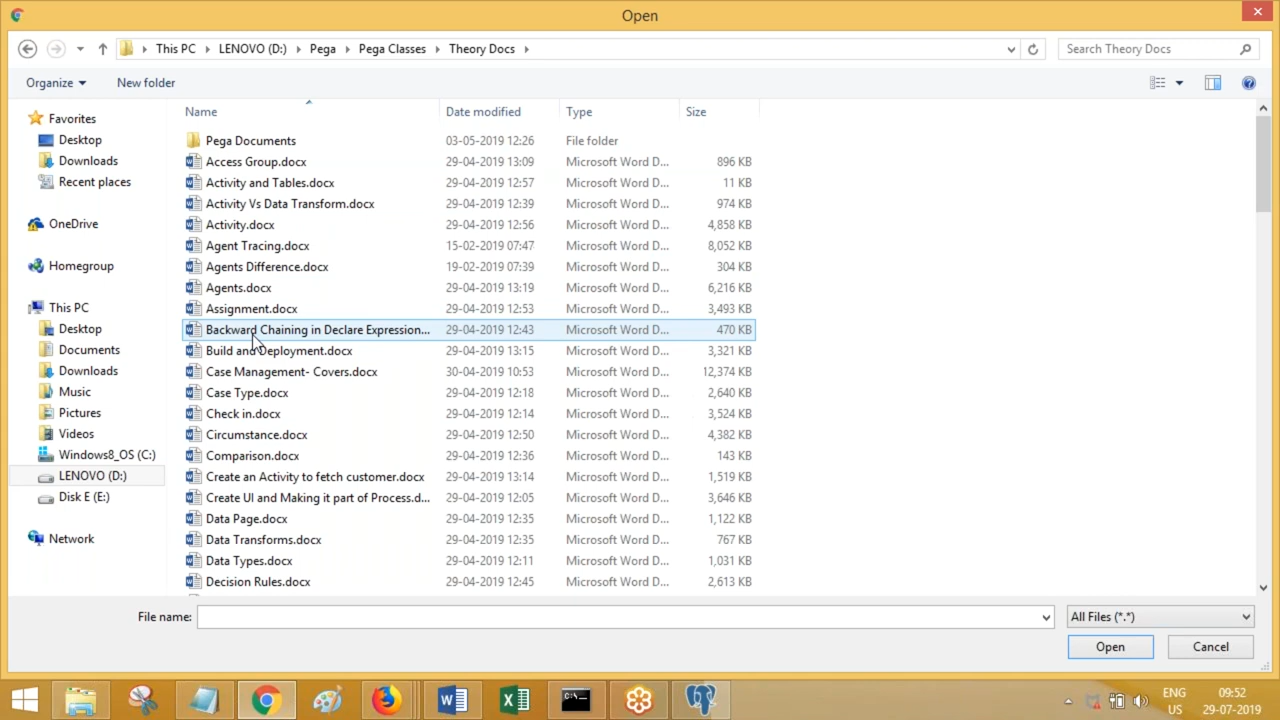 Open
This PC LENOVO (D:) Pega Pega Classes Theory Docs
Search Theory Docs
Organize New folder
Name Date modified Type Size
Favorites
Desktop
Downloads
Recent places
OneDrive
Homegroup
This PC
Desktop
Documents
Downloads
Music
Pictures
Videos
Windows8_OS (C:)
LENOVO (D:)
Disk E (E:)
Network
Pega Documents 03-05-2019 12:26 File folder
Access Group.docx 29-04-2019 13:09 Microsoft Word D... 896 KB
Activity and Tables.docx 29-04-2019 12:57 Microsoft Word D... 11 KB
Activity Vs Data Transform.docx 29-04-2019 12:39 Microsoft Word D... 974 KB
Activity.docx 29-04-2019 12:56 Microsoft Word D... 4,858 KB
Agent Tracing.docx 15-02-2019 07:47 Microsoft Word D... 8,052 KB
Agents Difference.docx 19-02-2019 07:39 Microsoft Word D... 304 KB
Agents.docx 29-04-2019 13:19 Microsoft Word D... 6,216 KB
Assignment.docx 29-04-2019 12:53 Microsoft Word D... 3,493 KB
Backward Chaining in Declare Expression... 29-04-2019 12:43 Microsoft Word D... 470 KB
Build and Deployment.docx 29-04-2019 13:15 Microsoft Word D... 3,321 KB
Case Management- Covers.docx 30-04-2019 10:53 Microsoft Word D... 12,374 KB
Case Type.docx 29-04-2019 12:18 Microsoft Word D... 2,640 KB
Check in.docx 29-04-2019 12:14 Microsoft Word D... 3,524 KB
Circumstance.docx 29-04-2019 12:50 Microsoft Word D... 4,382 KB
Comparison.docx 29-04-2019 12:36 Microsoft Word D... 143 KB
Create an Activity to fetch customer.docx 29-04-2019 13:14 Microsoft Word D... 1,519 KB
Create UI and Making it part of Process.d... 29-04-2019 12:05 Microsoft Word D... 3,646 KB
Data Page.docx 29-04-2019 12:35 Microsoft Word D... 1,122 KB
Data Transforms.docx 29-04-2019 12:35 Microsoft Word D... 767 KB
Data Types.docx 29-04-2019 12:11 Microsoft Word D... 1,031 KB
Decision Rules.docx 29-04-2019 12:45 Microsoft Word D... 2,613 KB
File name: All Files (*.*)
Open Cancel
ENG 09:52
US 29-07-2019